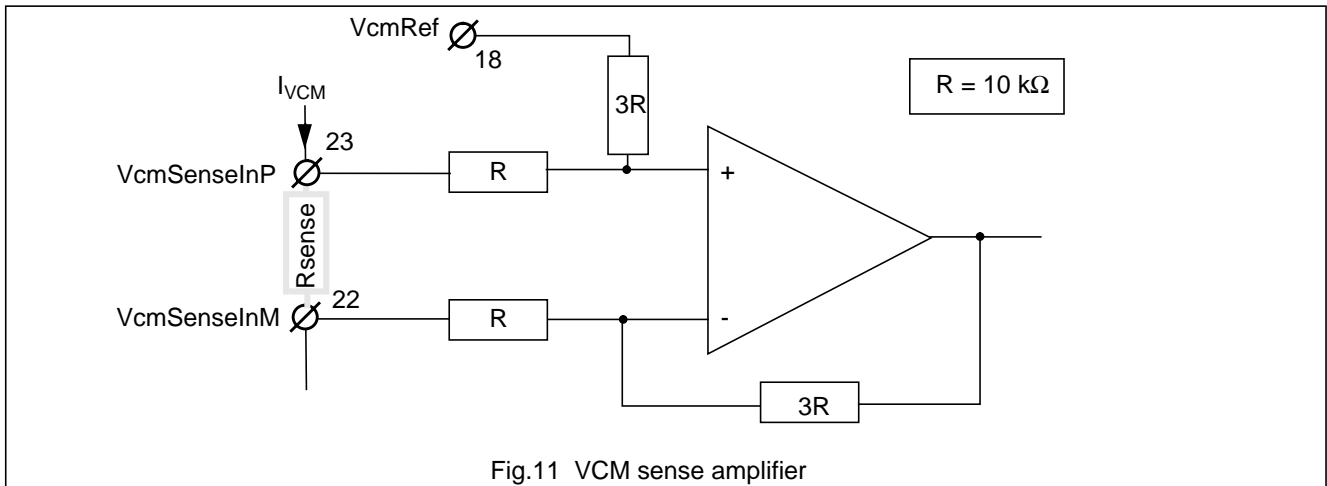 VcmRef
18
3R
R = 10 kΩ
I_VCM
23
VcmSenseInP
R
+
Rsense
22
VcmSenseInM
R
-
3R
Fig.11 VCM sense amplifier